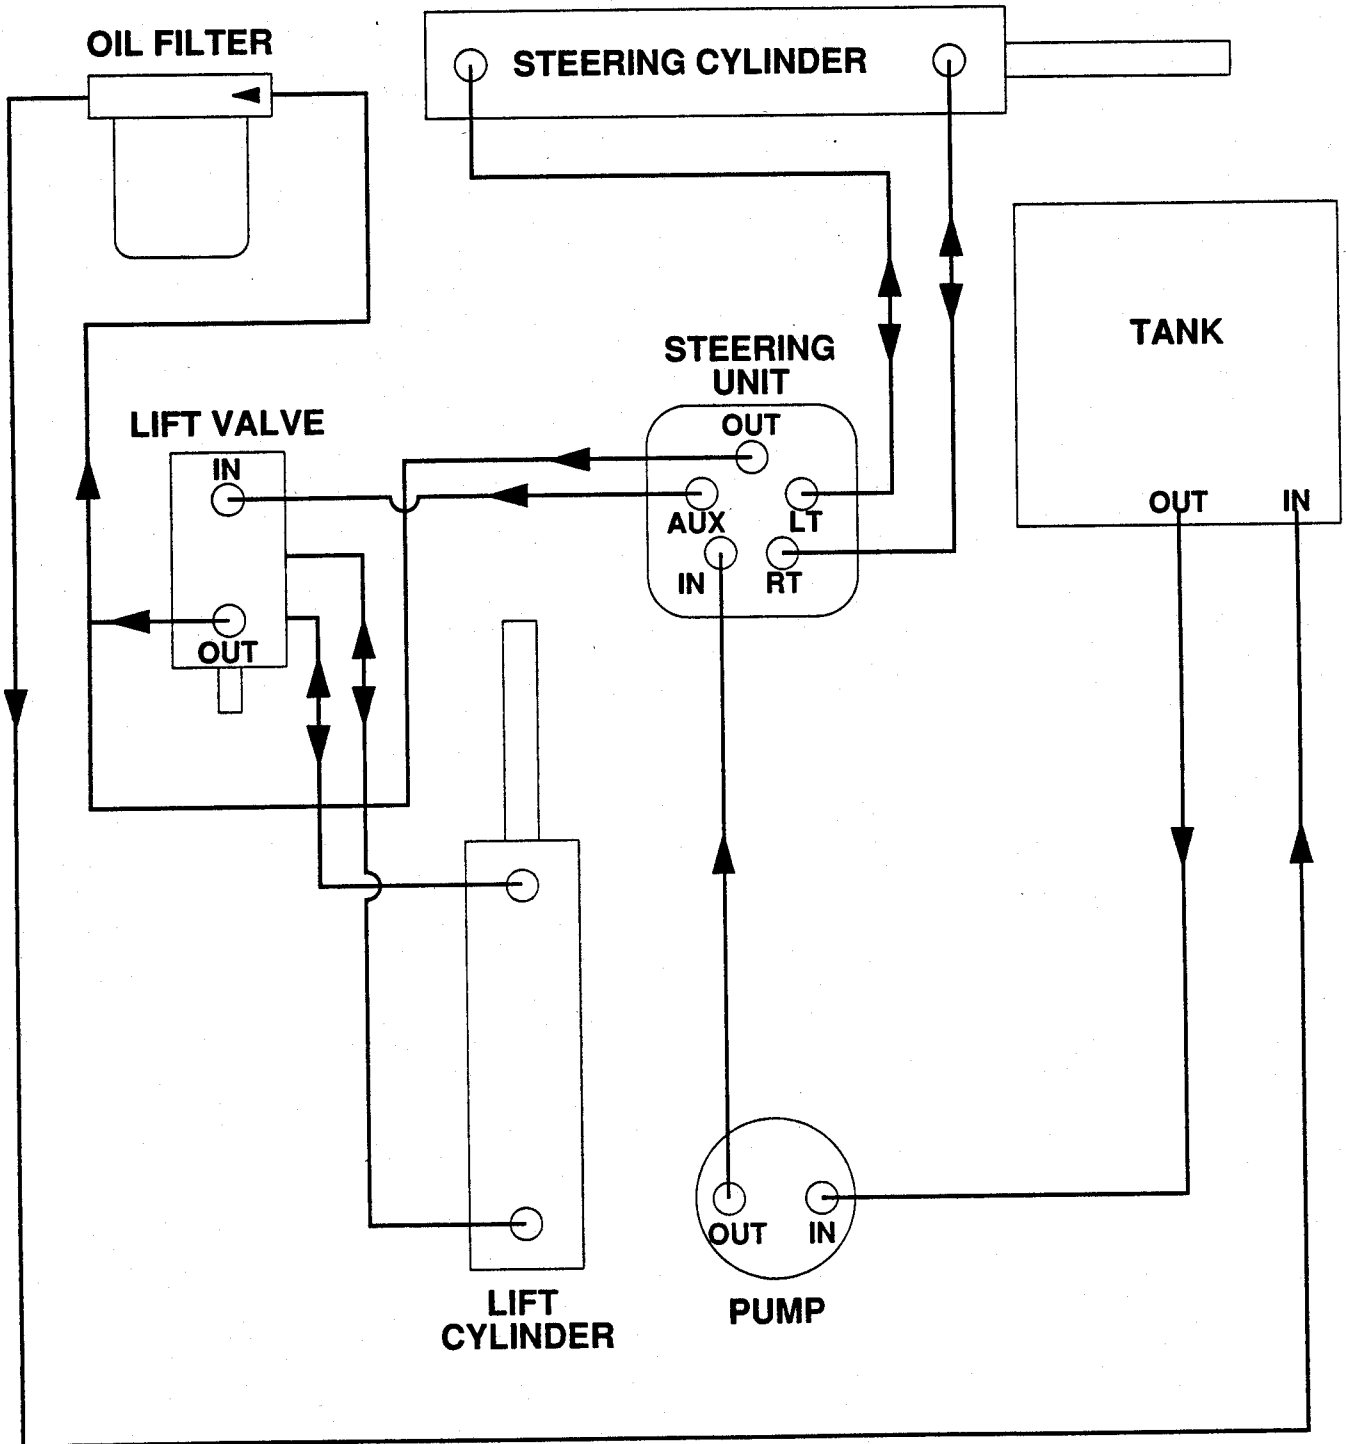 OIL FILTER
STEERING CYLINDER
TANK
OUT
IN
STEERING
UNIT
OUT
AUX
LT
IN
RT
LIFT VALVE
IN
OUT
LIFT
CYLINDER
OUT
IN
PUMP